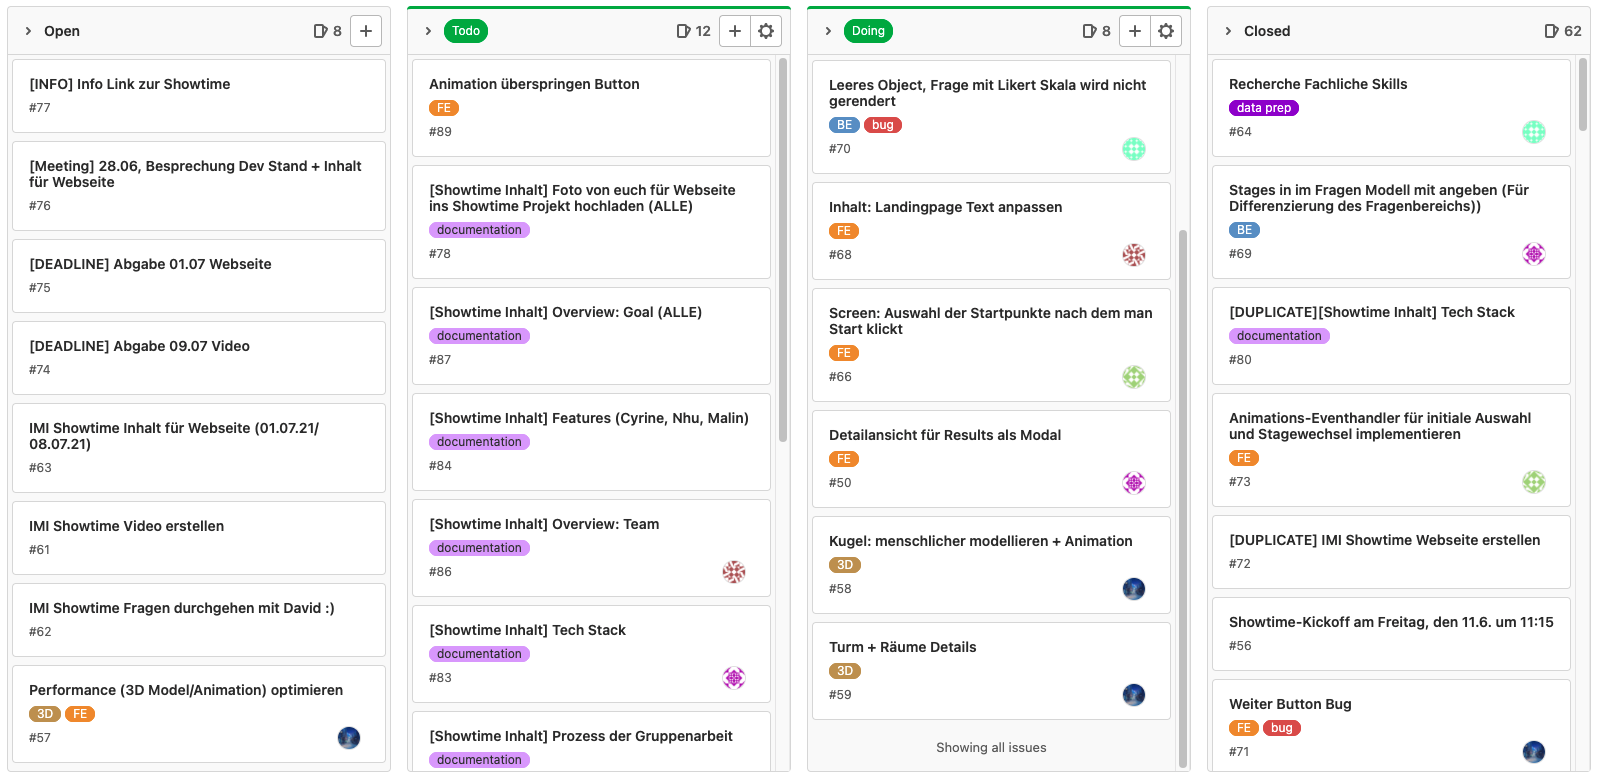 Open
8
[INFO] Info Link zur Showtime
#77
[Meeting] 28.06, Besprechung Dev Stand + Inhalt
für Webseite
#76
[DEADLINE] Abgabe 01.07 Webseite
#75
[DEADLINE] Abgabe 09.07 Video
#74
IMI Showtime Inhalt für Webseite (01.07.21/
08.07.21)
#63
IMI Showtime Video erstellen
#61
IMI Showtime Fragen durchgehen mit David :)
#62
Performance (3D Model/Animation) optimieren
3D FE
#57
Todo
12
Animation überspringen Button
FE
#89
[Showtime Inhalt] Foto von euch für Webseite
ins Showtime Projekt hochladen (ALLE)
documentation
#78
[Showtime Inhalt] Overview: Goal (ALLE)
documentation
#87
[Showtime Inhalt] Features (Cyrine, Nhu, Malin)
documentation
#84
[Showtime Inhalt] Overview: Team
documentation
#86
[Showtime Inhalt] Tech Stack
documentation
#83
[Showtime Inhalt] Prozess der Gruppenarbeit
documentation
Doing
8
Leeres Object, Frage mit Likert Skala wird nicht
gerendert
BE bug
#70
Inhalt: Landingpage Text anpassen
FE
#68
Screen: Auswahl der Startpunkte nach dem man
Start klickt
FE
#66
Detailansicht für Results als Modal
FE
#50
Kugel: menschlicher modellieren + Animation
3D
#58
Turm + Räume Details
3D
#59
Showing all issues
Closed
62
Recherche Fachliche Skills
data prep
#64
Stages in im Fragen Modell mit angeben (Für
Differenzierung des Fragenbereichs))
BE
#69
[DUPLICATE][Showtime Inhalt] Tech Stack
documentation
#80
Animations-Eventhandler für initiale Auswahl
und Stagewechsel implementieren
FE
#73
[DUPLICATE] IMI Showtime Webseite erstellen
#72
Showtime-Kickoff am Freitag, den 11.6. um 11:15
#56
Weiter Button Bug
FE bug
#71